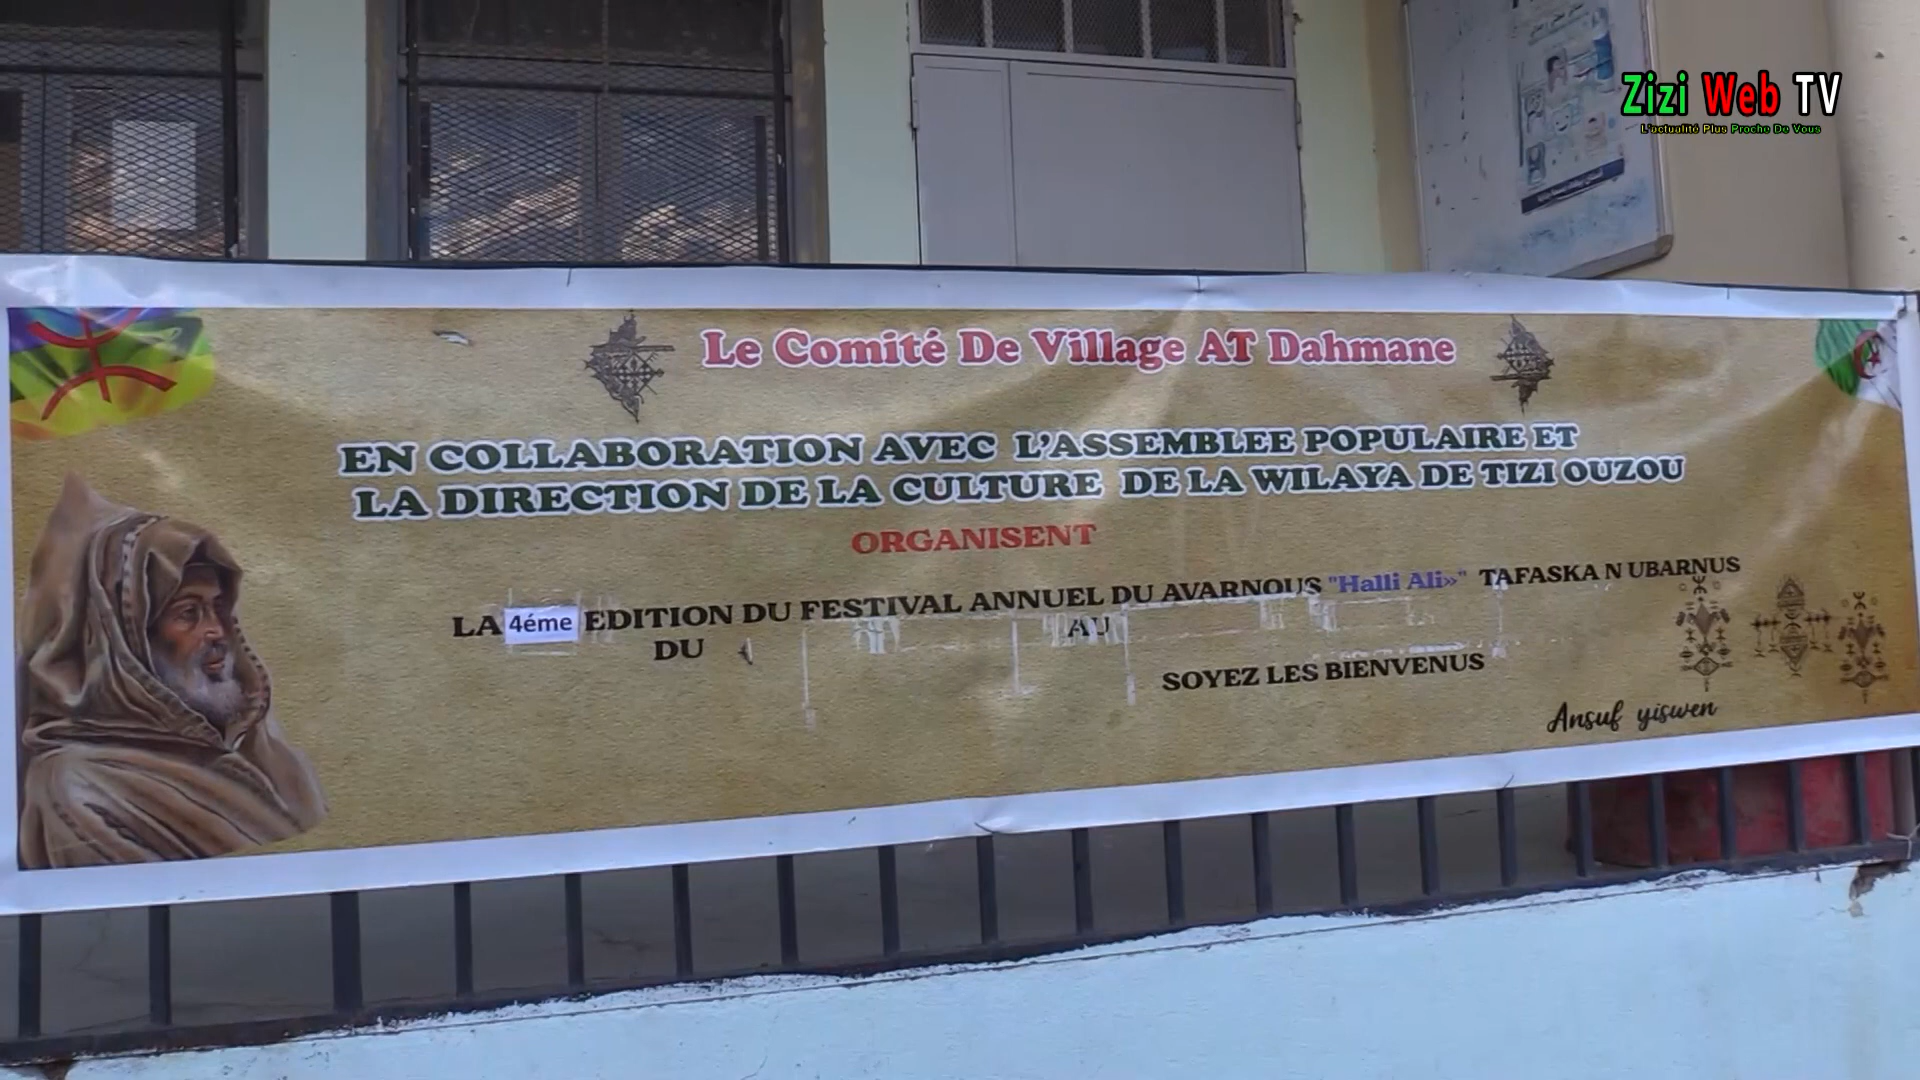 Zizi Web TV
L'actualité Plus Proche De Vous
Le Comité De Village AT Dahmane
EN COLLABORATION AVEC L'ASSEMBLEE POPULAIRE ET
LA DIRECTION DE LA CULTURE DE LA WILAYA DE TIZI OUZOU
ORGANISENT
LA 4éme EDITION DU FESTIVAL ANNUEL DU AVARNOUS "Halli Ali»" TAFASKA N UBARNUS
DU AU
SOYEZ LES BIENVENUS
Ansuf yiswen